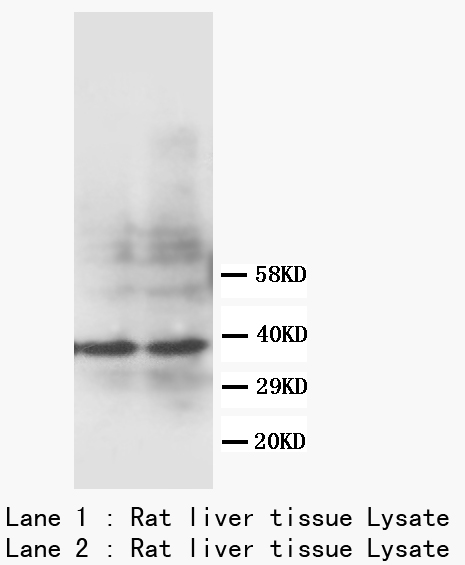 58KD
40KD
29KD
20KD
Lane 1 : Rat liver tissue Lysate
Lane 2 : Rat liver tissue Lysate